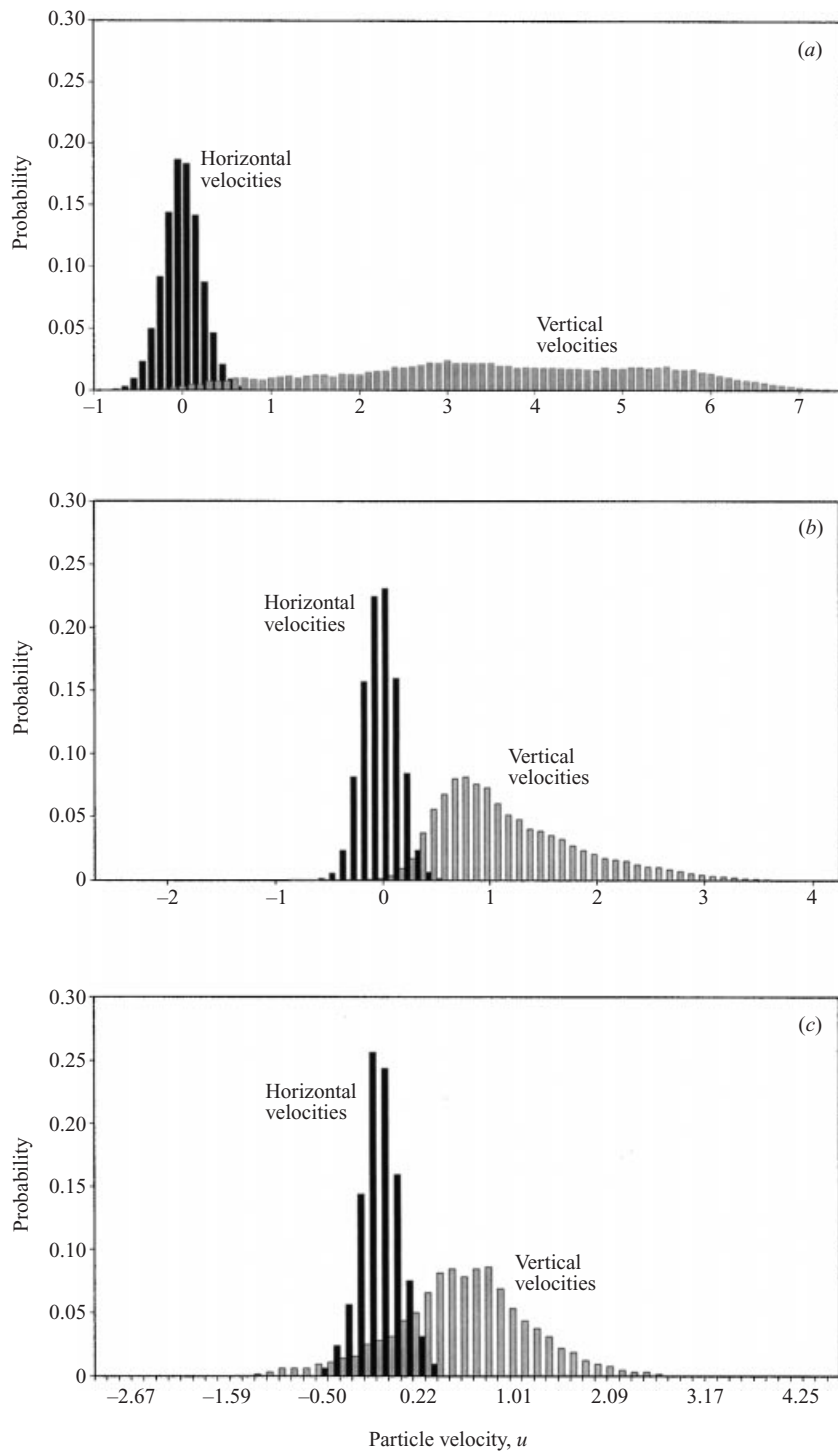 0.30
(a)
0.25
0.20
Horizontal
velocities
Probability
0.15
0.10
Vertical
velocities
0.05
0
–1 0 1 2 3 4 5 6 7
0.30
(b)
0.25
Horizontal
velocities
0.20
Probability
0.15
Vertical
velocities
0.10
0.05
0
–2 –1 0 1 2 3 4
0.30
(c)
0.25
Horizontal
velocities
0.20
Probability
0.15
0.10
Vertical
velocities
0.05
0
–2.67 –1.59 –0.50 0.22 1.01 2.09 3.17 4.25
Particle velocity, u